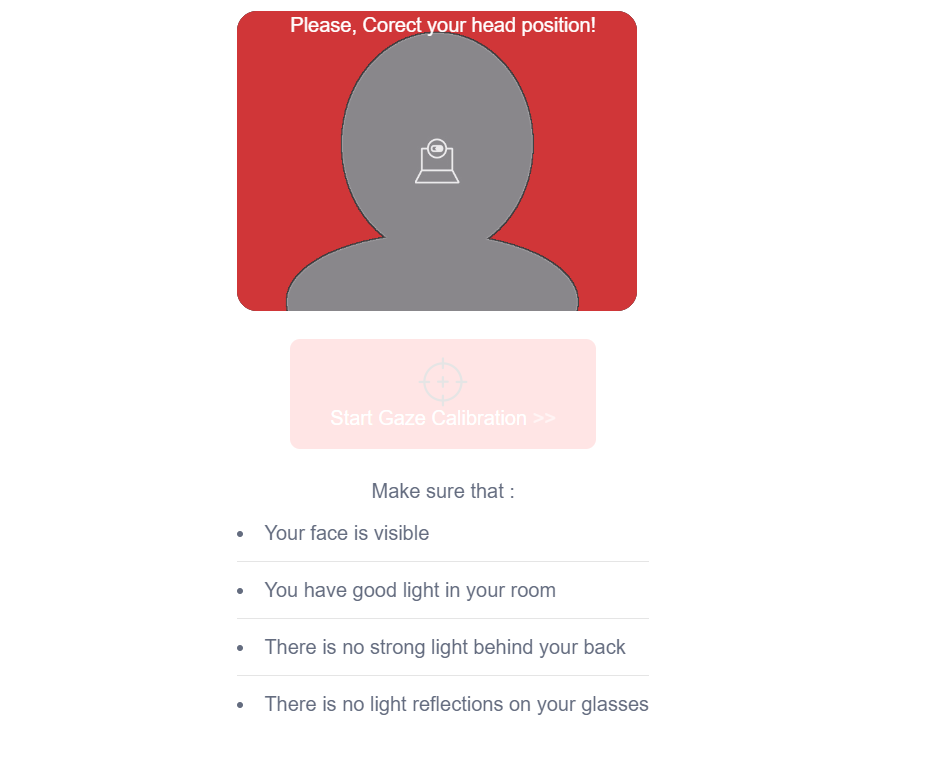 Please, Corect your head position!
Start Gaze Calibration >>
Make sure that :
Your face is visible
You have good light in your room
There is no strong light behind your back
There is no light reflections on your glasses